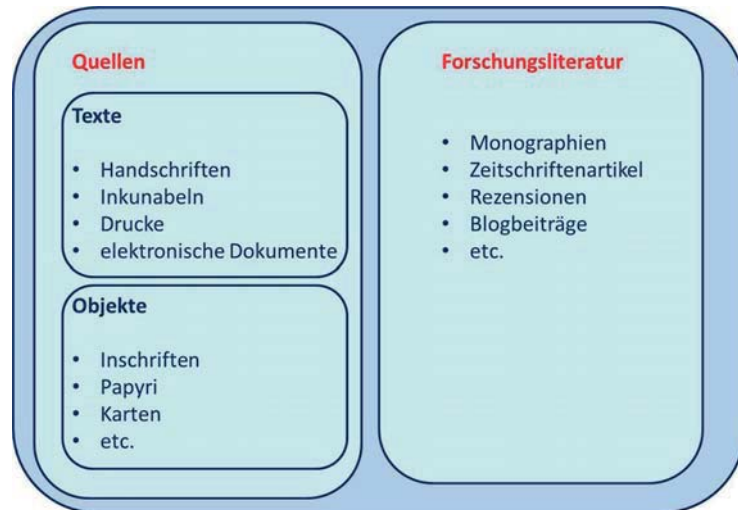 Quellen
Texte
• Handschriften
• Inkunabeln
• Drucke
• elektronische Dokumente
Objekte
• Inschriften
• Papyri
• Karten
• etc.
Forschungsliteratur
• Monographien
• Zeitschriftenartikel
• Rezensionen
• Blogbeiträge
• etc.